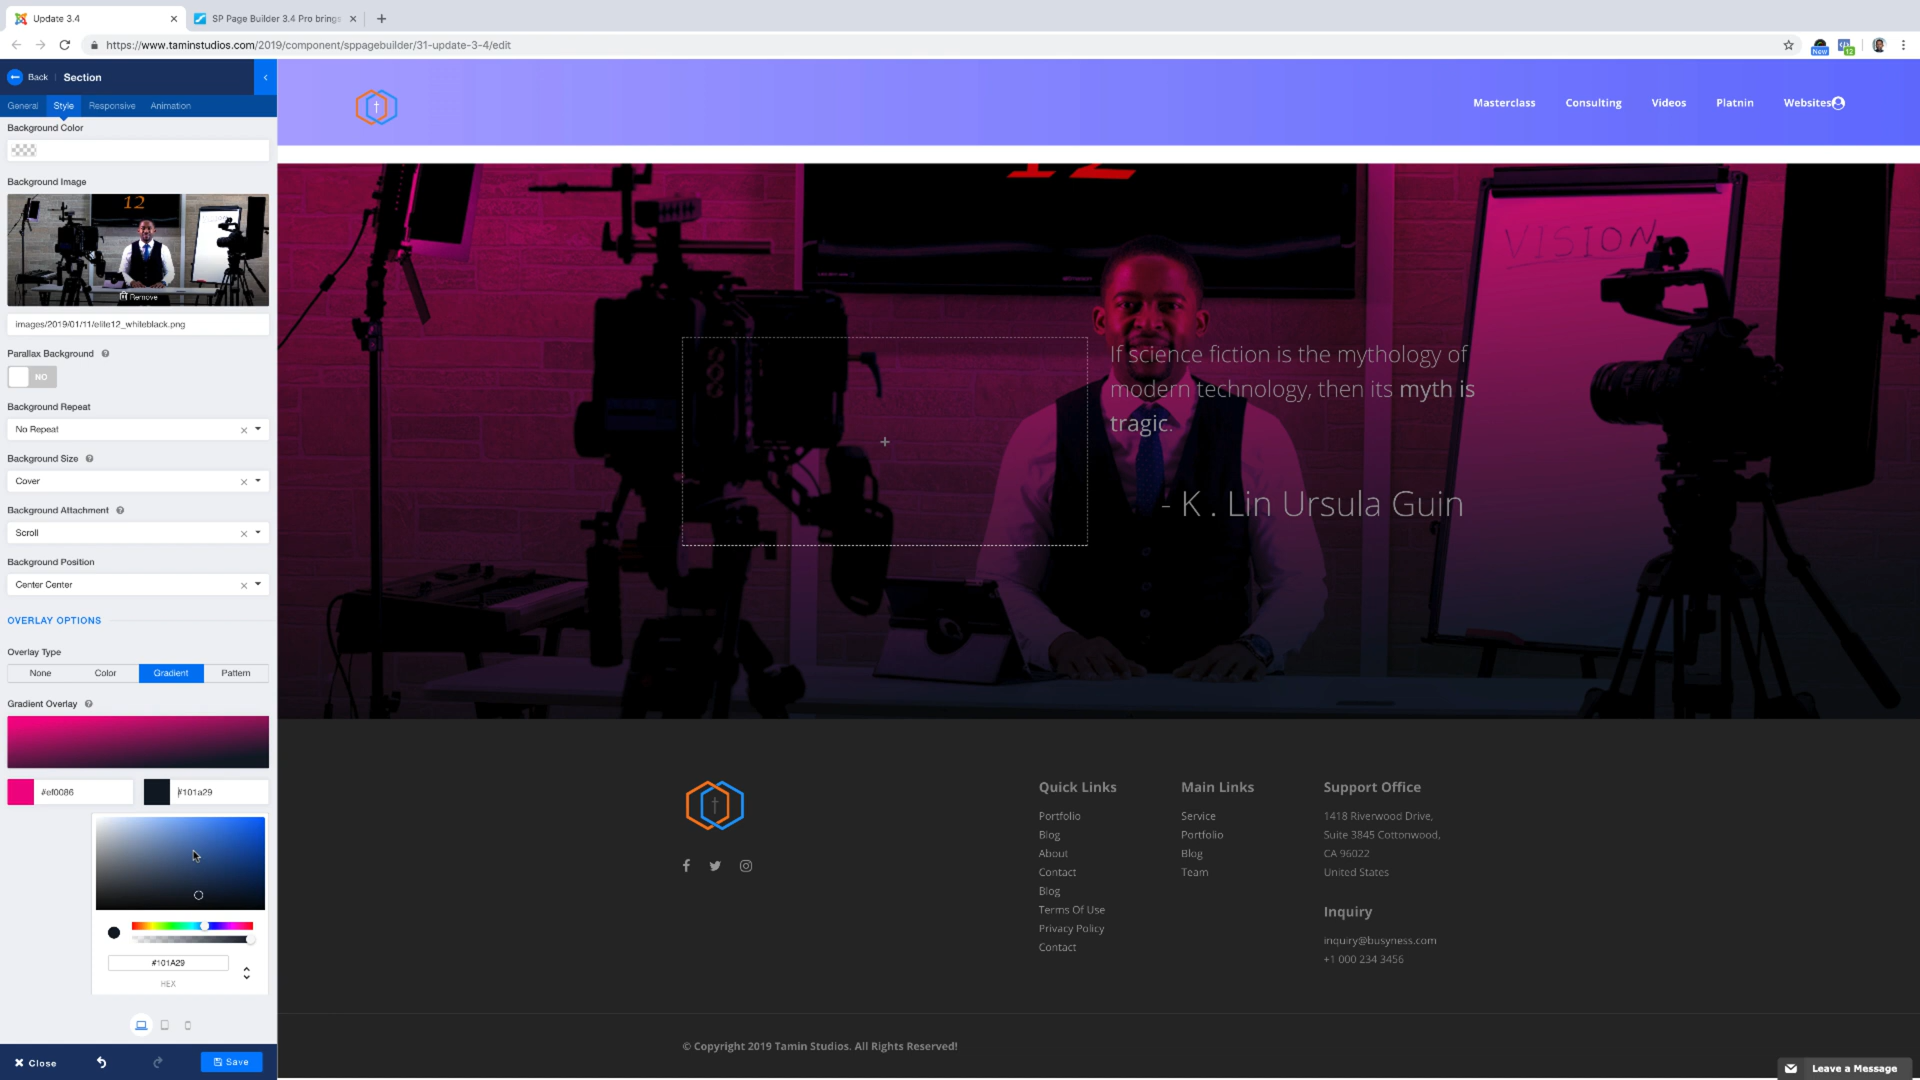 Update 3.4
SP Page Builder 3.4 Pro brings
https://www.taminstudios.com/2019/component/sppagebuilder/31-update-3-4/edit
New
12
Back
Section
General
Style
Responsive
Animation
Background Color
Background Image
12
Remove
images/2019/01/11/elite12_whiteblack.png
Parallax Background
NO
Background Repeat
No Repeat
Background Size
Cover
Background Attachment
Scroll
Background Position
Center Center
OVERLAY OPTIONS
Overlay Type
None
Color
Gradient
Pattern
Gradient Overlay
#ef0086
#101a29
#101A29
HEX
Close
Save
Masterclass
Consulting
Videos
Platnin
Websites
VISION
If science fiction is the mythology of
modern technology, then its myth is
tragic.
- K . Lin Ursula Guin
Quick Links
Portfolio
Blog
About
Contact
Blog
Terms Of Use
Privacy Policy
Contact
Main Links
Service
Portfolio
Blog
Team
Support Office
1418 Riverwood Drive,
Suite 3845 Cottonwood,
CA 96022
United States
Inquiry
inquiry@busyness.com
+1 000 234 3456
© Copyright 2019 Tamin Studios. All Rights Reserved!
Leave a Message